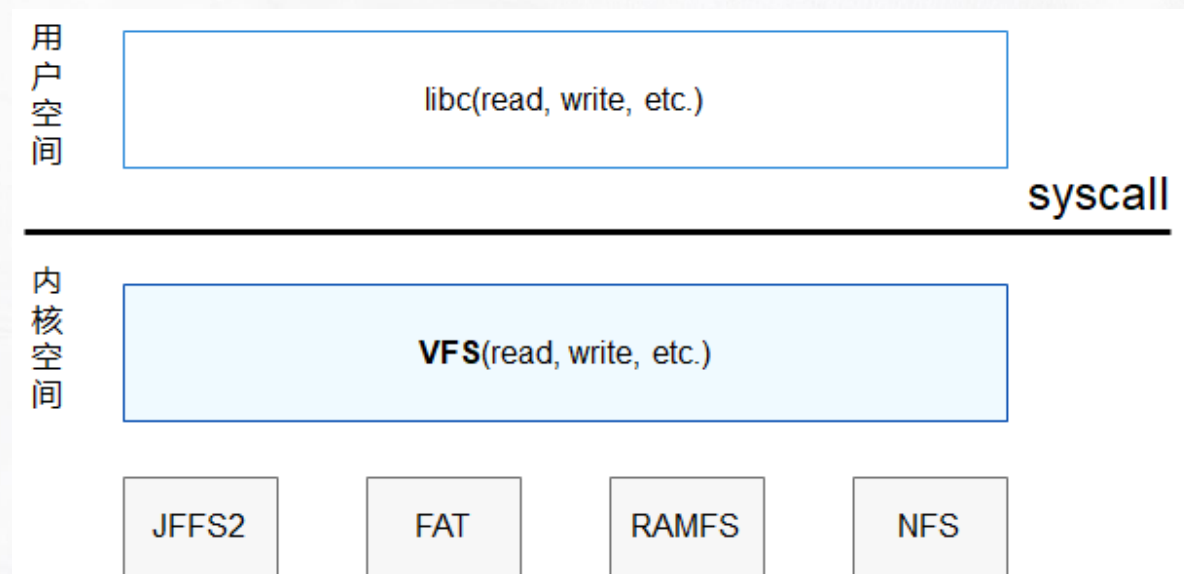 用户空间
libc(read, write, etc.)
syscall
内核空间
VFS(read, write, etc.)
JFFS2
FAT
RAMFS
NFS